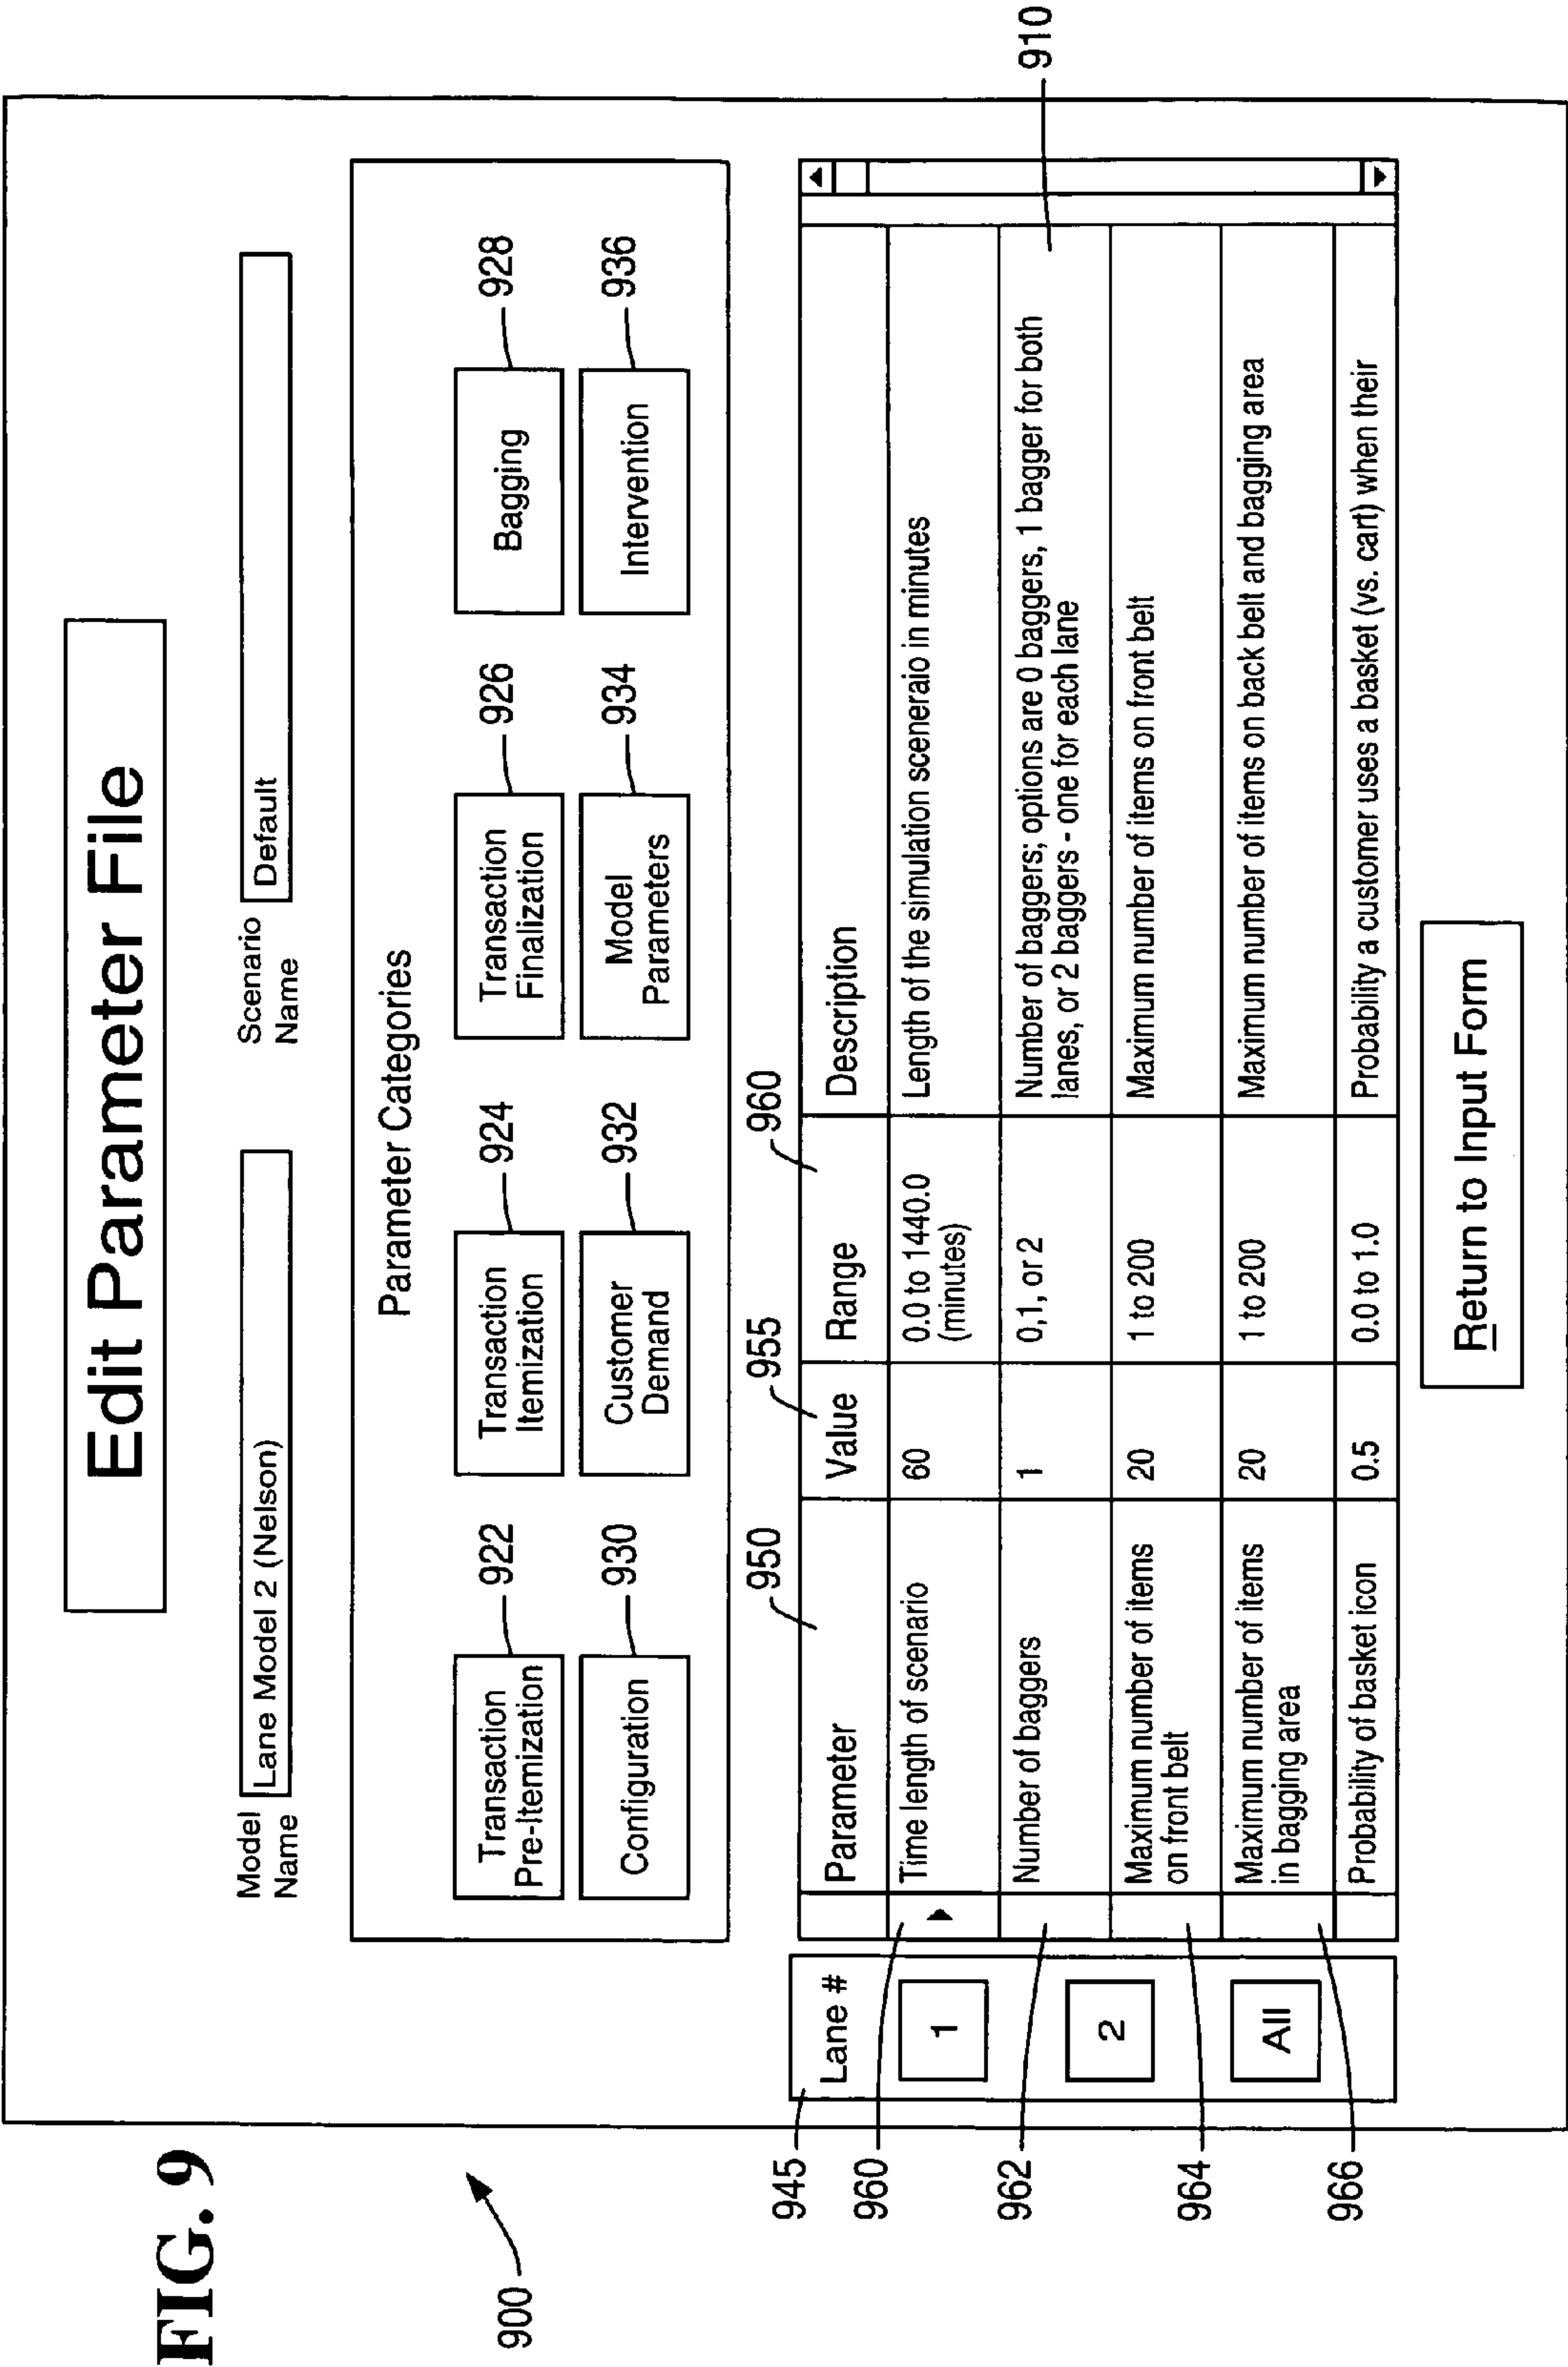 FIG. 9
900
Edit Parameter File
Model
Name
Lane Model 2 (Nelson)
Scenario
Name
Default
Parameter Categories
Transaction
Pre-Itemization
922
Transaction
Itemization
924
Transaction
Finalization
926
Bagging
928
Configuration
930
Customer
Demand
932
Model
Parameters
934
Intervention
936
945
Lane #
1
2
All
950
955
960
910
Parameter
Value
Range
Description
960
Time length of scenario
60
0.0 to 1440.0
(minutes)
Length of the simulation sceneraio in minutes
962
Number of baggers
1
0,1, or 2
Number of baggers; options are 0 baggers, 1 bagger for both
lanes, or 2 baggers - one for each lane
964
Maximum number of items
on front belt
20
1 to 200
Maximum number of items on front belt
966
Maximum number of items
in bagging area
20
1 to 200
Maximum number of items on back belt and bagging area
Probability of basket icon
0.5
0.0 to 1.0
Probability a customer uses a basket (vs. cart) when their
Return to Input Form